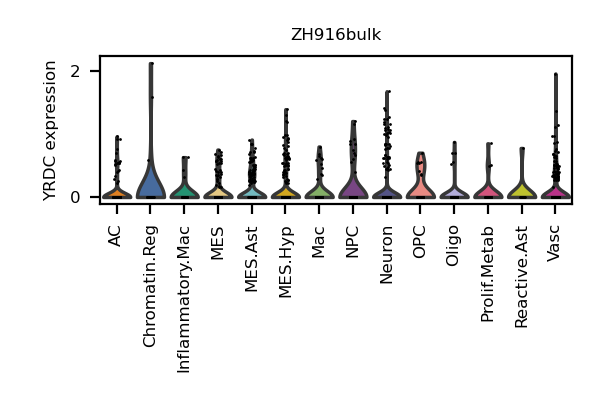 ZH916bulk
YRDC expression
2
0
AC
Chromatin.Reg
Inflammatory.Mac
MES
MES.Ast
MES.Hyp
Mac
NPC
Neuron
OPC
Oligo
Prolif.Metab
Reactive.Ast
Vasc